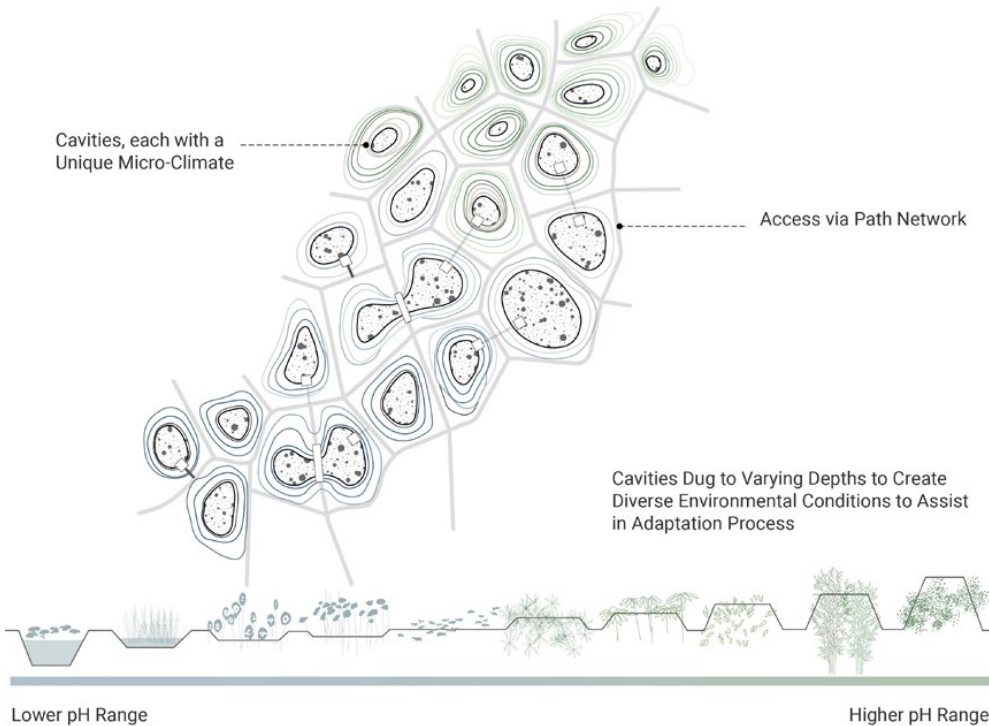 Cavities, each with a
Unique Micro-Climate
Access via Path Network
Cavities Dug to Varying Depths to Create
Diverse Environmental Conditions to Assist
in Adaptation Process
Lower pH Range
Higher pH Range